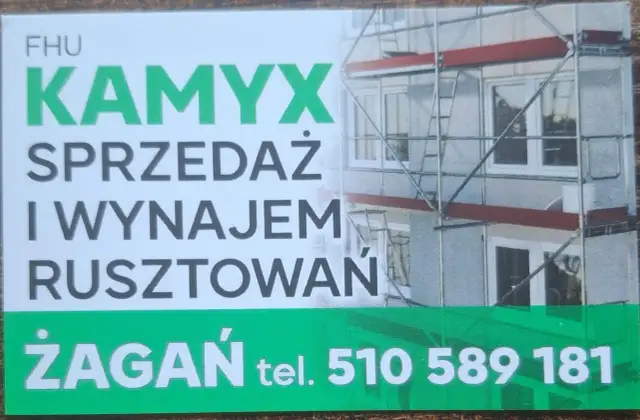 FHU
KAMYX
SPRZEDAŻ
I WYNAJEM
RUSZTOWAŃ
ŻAGAŃ tel. 510 589 181